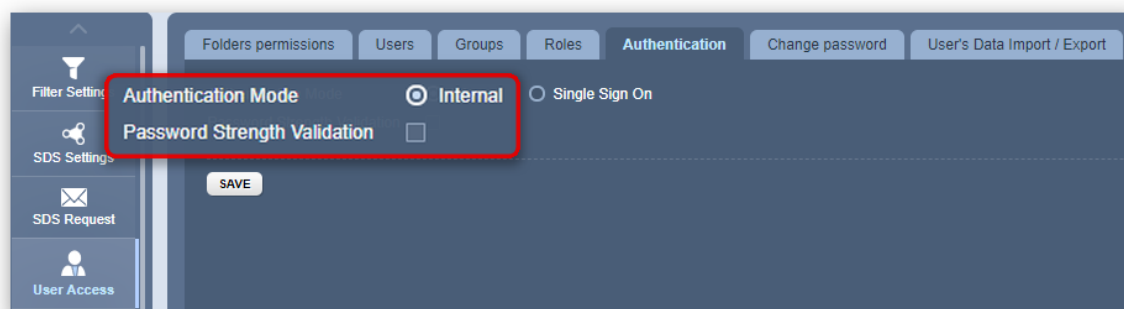 Folders permissions
Users
Groups
Roles
Authentication
Change password
User's Data Import / Export
Filter Settings
SDS Settings
SDS Request
User Access
Authentication Mode
Internal
Single Sign On
Password Strength Validation
SAVE